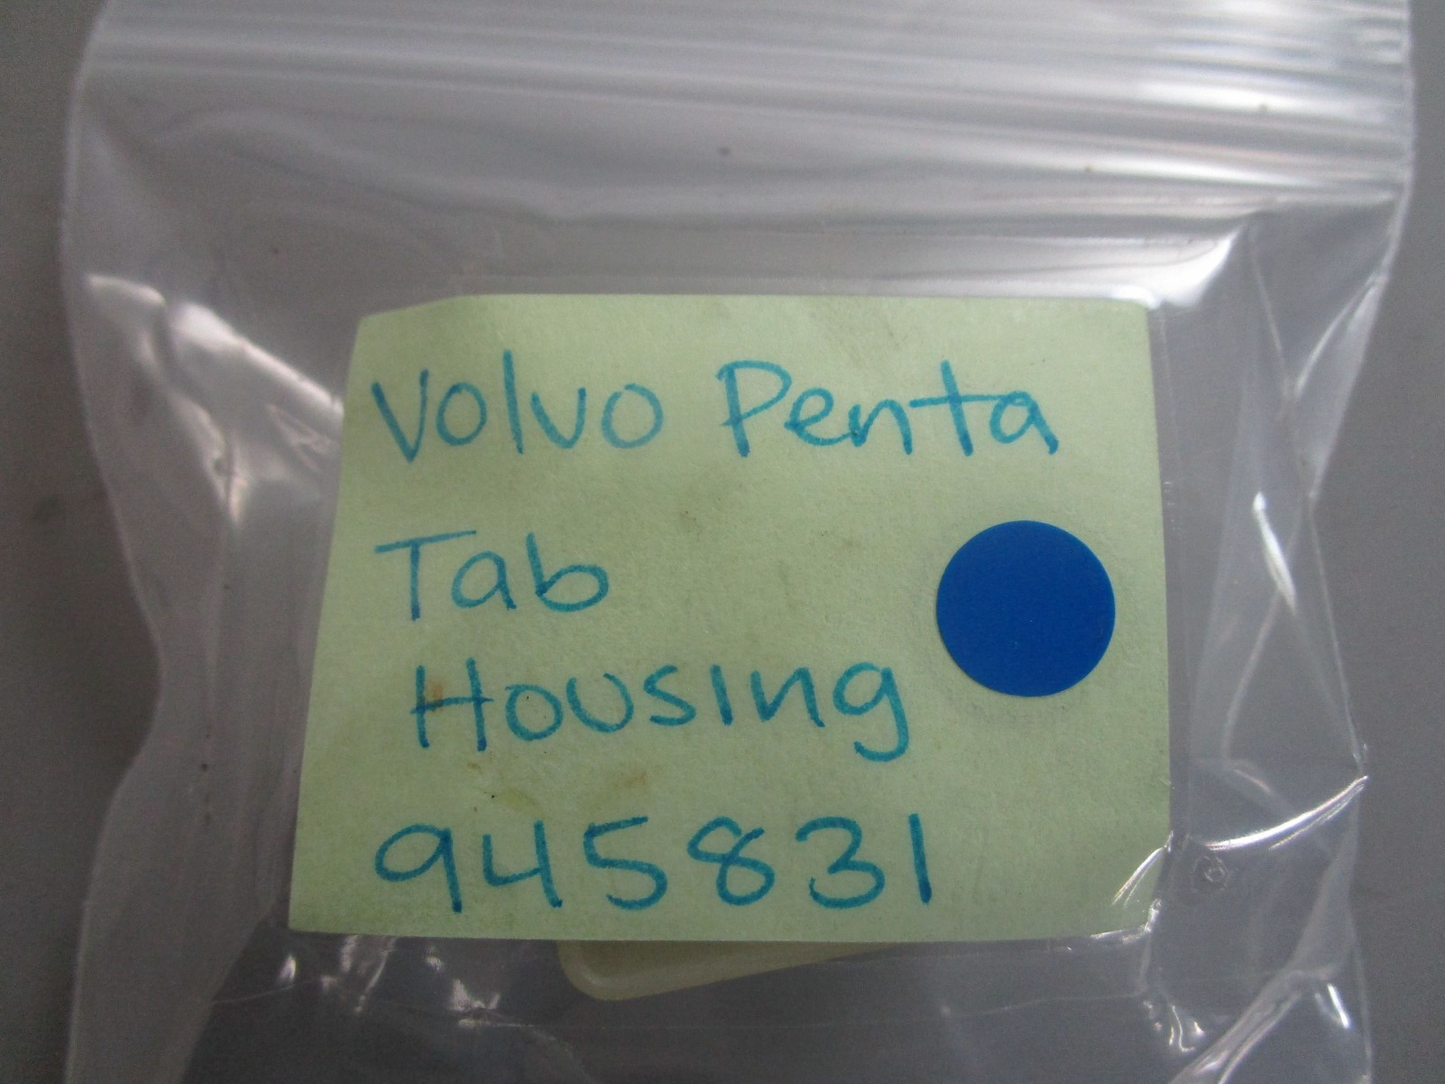 Volvo Penta
Tab
Housing
945831